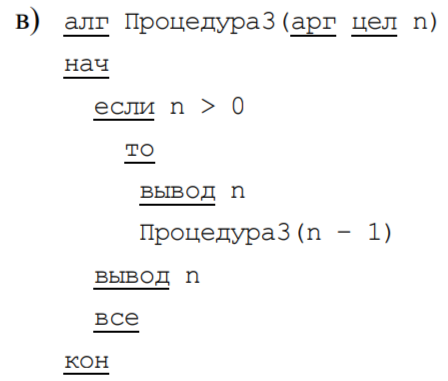 в) алг Процедура3(арг цел n)
нач
если n > 0
то
вывод n
Процедура3(n – 1)
вывод n
все
кон